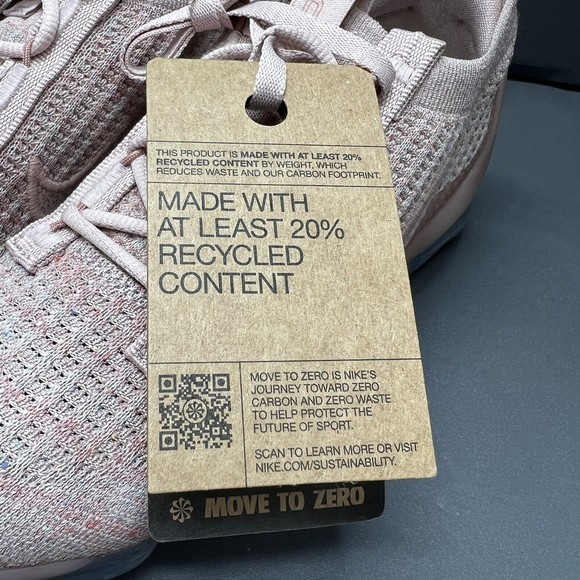 THIS PRODUCT IS MADE WITH AT LEAST 20%
RECYCLED CONTENT BY WEIGHT, WHICH
REDUCES WASTE AND OUR CARBON FOOTPRINT.
MADE WITH
AT LEAST 20%
RECYCLED
CONTENT
MOVE TO ZERO IS NIKE'S
JOURNEY TOWARD ZERO
CARBON AND ZERO WASTE
TO HELP PROTECT THE
FUTURE OF SPORT.
SCAN TO LEARN MORE OR VISIT
NIKE.COM/SUSTAINABILITY.
MOVE TO ZERO